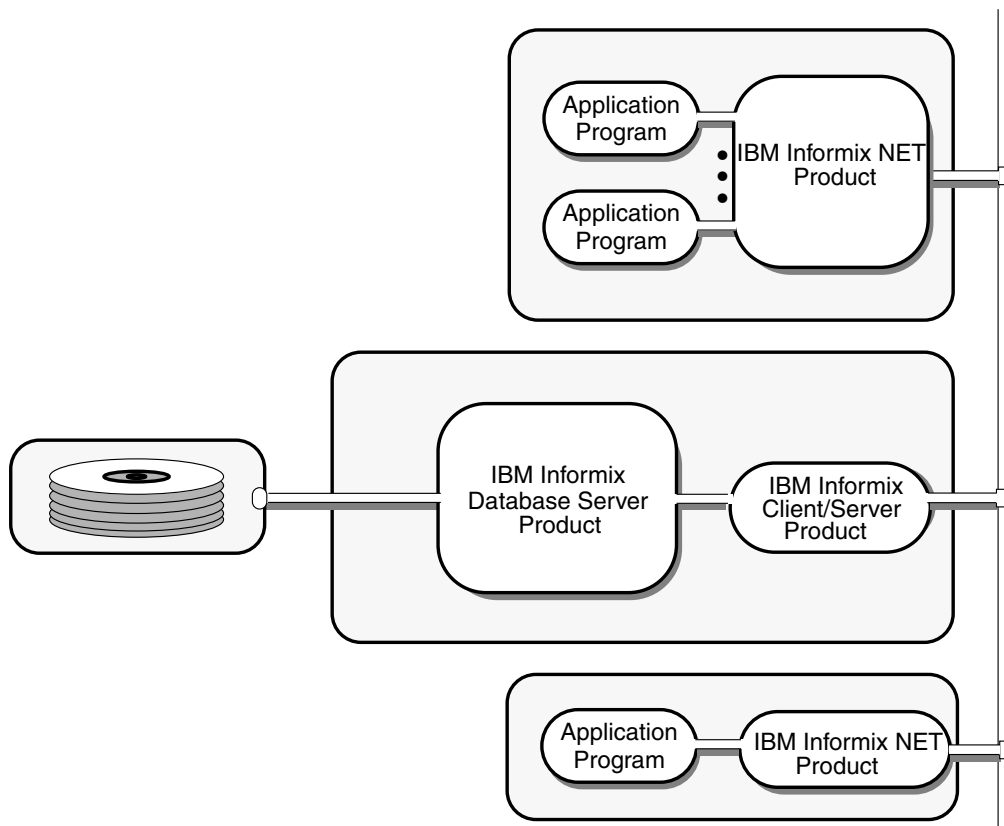 Application
Program
IBM Informix NET
Product
Application
Program
IBM Informix
Database Server
Product
IBM Informix
Client/Server
Product
Application
Program
IBM Informix NET
Product